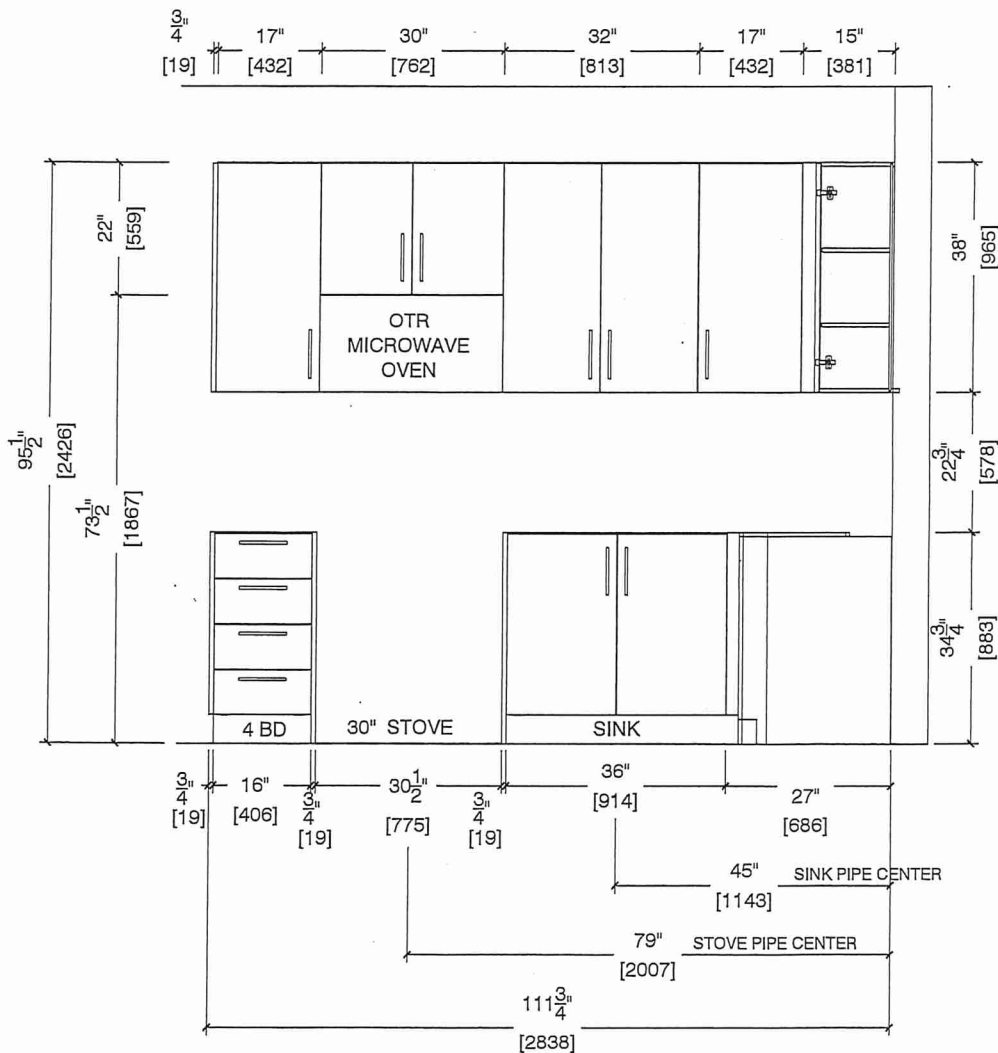 3/4" 17" 30" 32" 17" 15"
[19] [432] [762] [813] [432] [381]
22"
[559]
38"
[965]
OTR
MICROWAVE
OVEN
95 1/2"
[2426]
73 1/2"
[1867]
22 3/4"
[578]
34 3/4"
[883]
4 BD 30" STOVE SINK
3/4" 16" 3/4" 30 1/2" 3/4" 36" 27"
[19] [406] [19] [775] [19] [914] [686]
45" SINK PIPE CENTER
[1143]
79" STOVE PIPE CENTER
[2007]
111 3/4"
[2838]